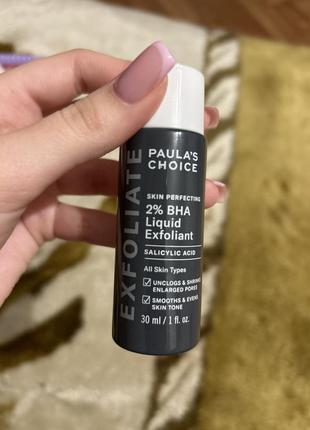 EXFOLIATE
PAULA'S
CHOICE
SKIN PERFECTING
2% BHA
Liquid
Exfoliant
SALICYLIC ACID
All Skin Types
UNCLOGS & SHRINKS
ENLARGED PORES
SMOOTHS & EVENS
SKIN TONE
30 ml / 1 fl. oz.